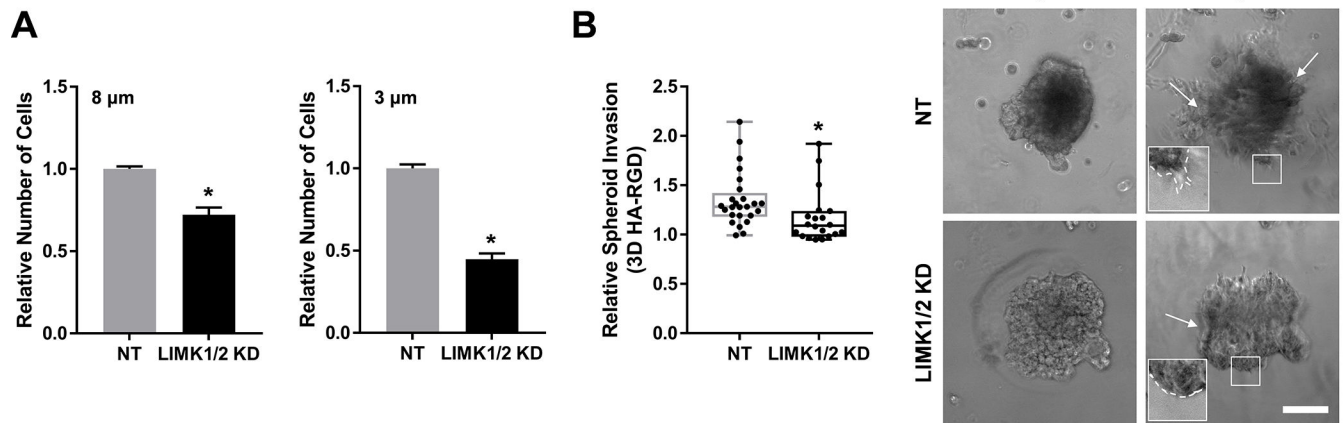 A
B
Relative Number of Cells
1.5
1.0
0.5
0.0
8 µm
*
NT
LIMK1/2 KD
Relative Number of Cells
1.5
1.0
0.5
0.0
3 µm
*
NT
LIMK1/2 KD
Relative Spheroid Invasion
(3D HA-RGD)
2.5
2.0
1.5
1.0
0.5
0.0
*
NT
LIMK1/2 KD
NT
LIMK1/2 KD